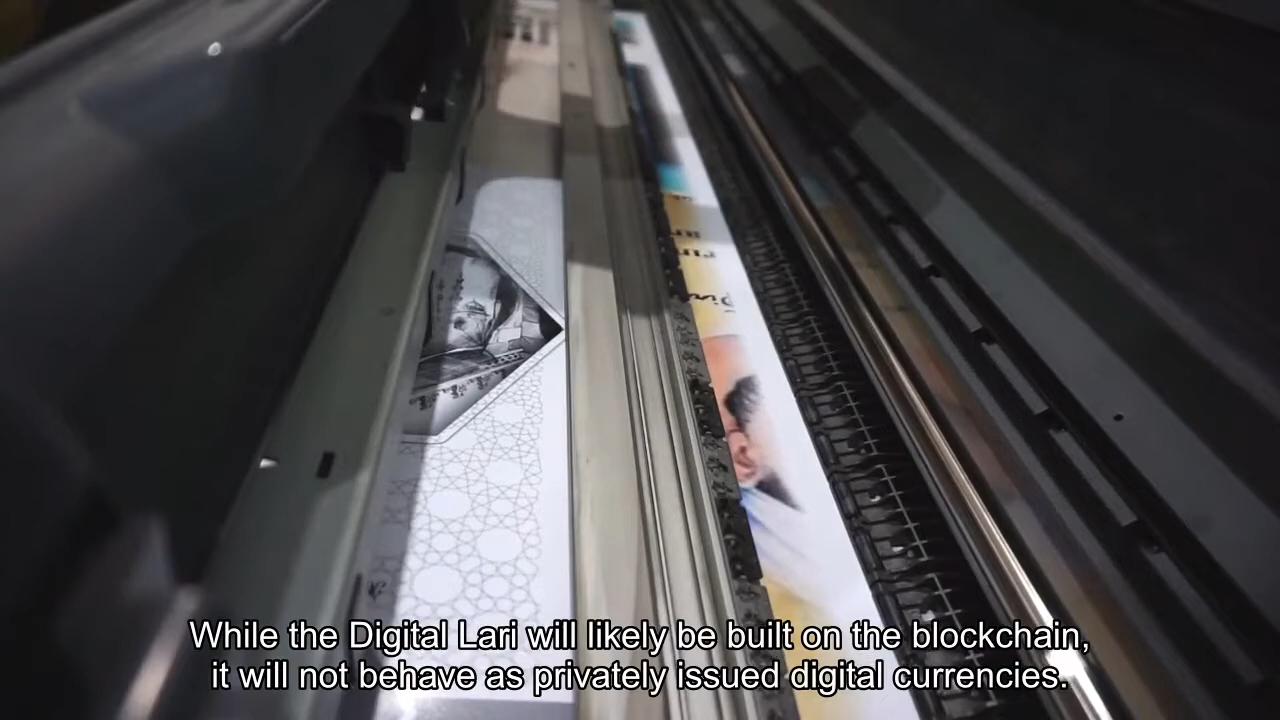 While the Digital Lari will likely be built on the blockchain,
it will not behave as privately issued digital currencies.